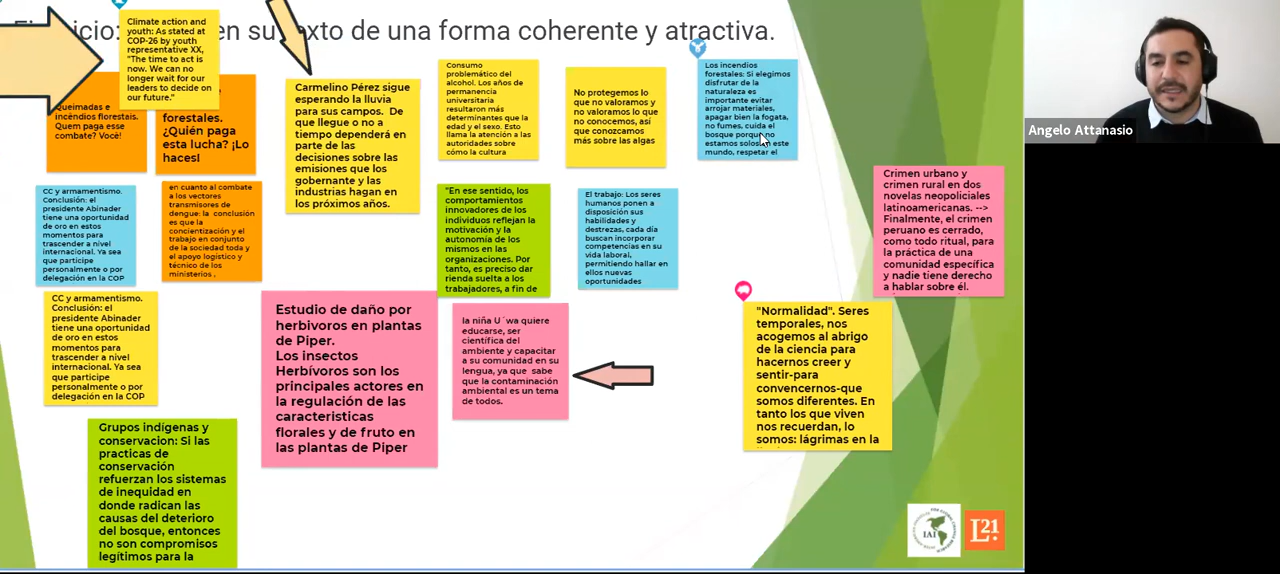 icio:
en su
exto de una forma coherente y atractiva.
Climate action and
youth: As stated at
COP-26 by youth
representative XX,
"The time to act is
now. We can no
longer wait for our
leaders to decide on
our future."
Queimadas e
incêndios florestais.
Quem paga esse
combate? Você!
forestales.
¿Quién paga
esta lucha? ¡Lo
haces!
Carmelino Pérez sigue
esperando la lluvia
para sus campos. De
que llegue o no a
tiempo dependerá en
parte de las
decisiones sobre las
emisiones que los
gobernante y las
industrias hagan en
los próximos años.
Consumo
problemático del
alcohol. Los años de
permanencia
universitaria
resultaron más
determinantes que la
edad y el sexo. Esto
llama la atención a las
autoridades sobre
cómo la cultura
No protegemos lo
que no valoramos y
no valoramos lo que
no conocemos, así
que conozcamos
más sobre las algas
Los incendios
forestales: Si elegimos
disfrutar de la
naturaleza es
importante evitar
arrojar materiales,
apagar bien la fogata,
no fumes, cuida el
bosque porque no
estamos solos en este
mundo, respetar el
Angelo Attanasio
CC y armamentismo.
Conclusión: el
presidente Abinader
tiene una oportunidad
de oro en estos
momentos para
trascender a nivel
internacional. Ya sea
que participe
personalmente o por
delegación en la COP
en cuanto al combate
a los vectores
transmisores de
dengue: la conclusión
es que la
concientización y el
trabajo en conjunto
de la sociedad toda y
el apoyo logístico y
técnico de los
ministerios ,
"En ese sentido, los
comportamientos
innovadores de los
individuos reflejan la
motivación y la
autonomía de los
mismos en las
organizaciones. Por
tanto, es preciso dar
rienda suelta a los
trabajadores, a fin de
El trabajo: Los seres
humanos ponen a
disposición sus
habilidades y
destrezas, cada día
buscan incorporar
competencias en su
vida laboral,
permitiendo hallar en
ellos nuevas
oportunidades
Crimen urbano y
crimen rural en dos
novelas neopoliciales
latinoamericanas. -->
Finalmente, el crimen
peruano es cerrado,
como todo ritual, para
la práctica de una
comunidad específica
y nadie tiene derecho
a hablar sobre él.
CC y armamentismo.
Conclusión: el
presidente Abinader
tiene una oportunidad
de oro en estos
momentos para
trascender a nivel
internacional. Ya sea
que participe
personalmente o por
delegación en la COP
Estudio de daño por
herbivoros en plantas
de Piper.
Los insectos
Herbívoros son los
principales actores en
la regulación de las
caracteristicas
florales y de fruto en
las plantas de Piper
la niña U´wa quiere
educarse, ser
científica del
ambiente y capacitar
a su comunidad en su
lengua, ya que sabe
que la contaminación
ambiental es un tema
de todos.
"Normalidad". Seres
temporales, nos
acogemos al abrigo
de la ciencia para
hacernos creer y
sentir-para
convencernos-que
somos diferentes. En
tanto los que viven
nos recuerdan, lo
somos: lágrimas en la
Grupos indígenas y
conservacion: Si las
practicas de
conservación
refuerzan los sistemas
de inequidad en
donde radican las
causas del deterioro
del bosque, entonces
no son compromisos
legítimos para la
IAI
L21